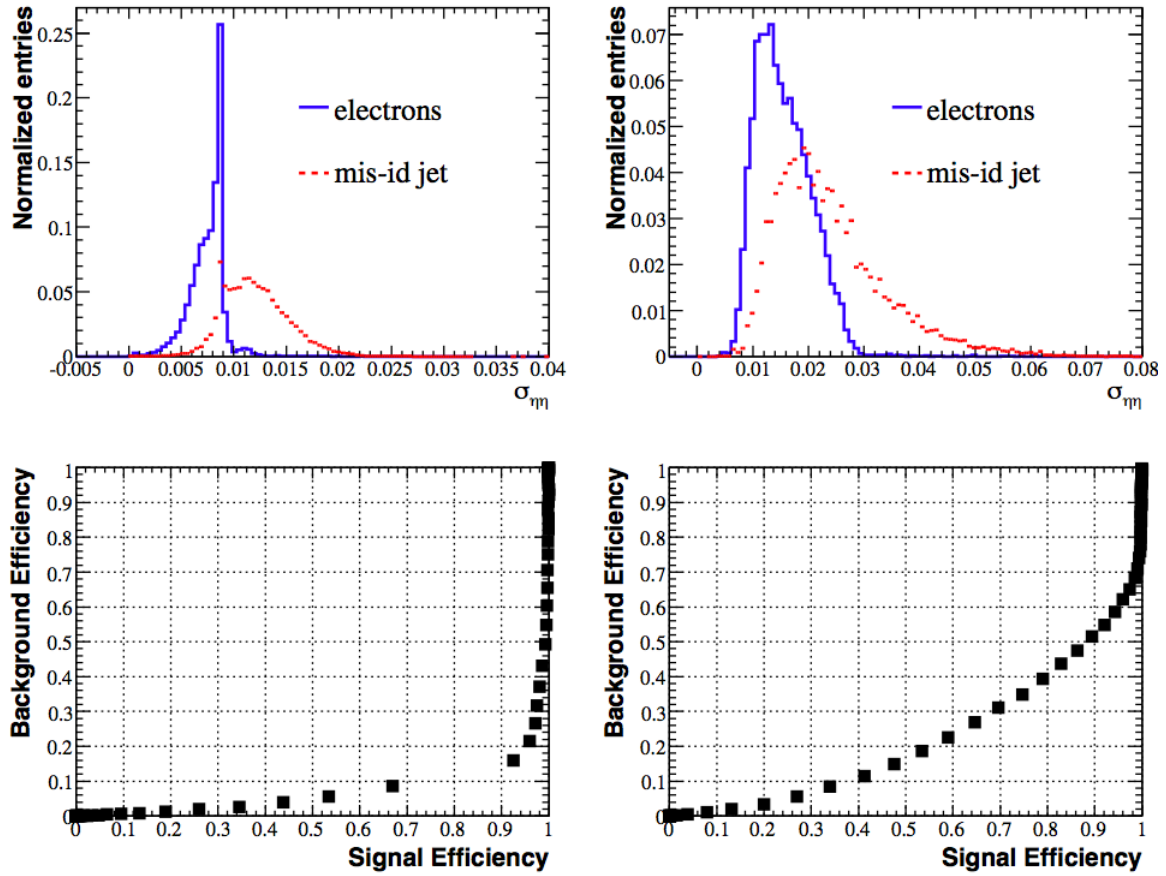 Normalized entries
0.25
0.2
0.15
0.1
0.05
0
-0.005 0 0.005 0.01 0.015 0.02 0.025 0.03 0.035 0.04
σηη
electrons
mis-id jet
Normalized entries
0.07
0.06
0.05
0.04
0.03
0.02
0.01
0
0 0.01 0.02 0.03 0.04 0.05 0.06 0.07 0.08
σηη
electrons
mis-id jet
Background Efficiency
1
0.9
0.8
0.7
0.6
0.5
0.4
0.3
0.2
0.1
0
0 0.1 0.2 0.3 0.4 0.5 0.6 0.7 0.8 0.9 1
Signal Efficiency
Background Efficiency
1
0.9
0.8
0.7
0.6
0.5
0.4
0.3
0.2
0.1
0
0 0.1 0.2 0.3 0.4 0.5 0.6 0.7 0.8 0.9 1
Signal Efficiency